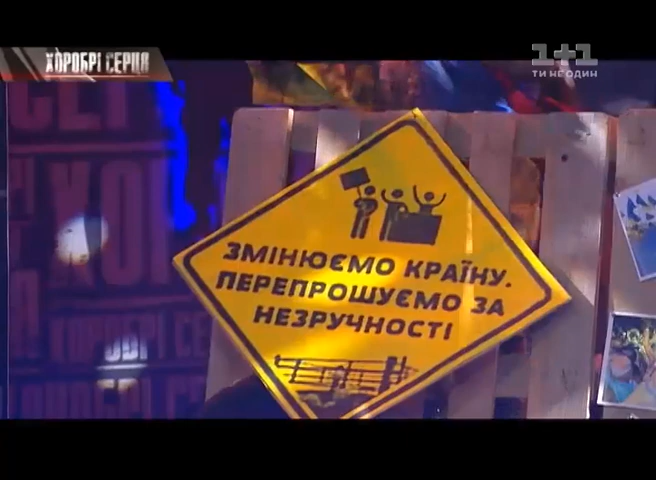 ХОРОБРІ СЕРЦЯ
1+1
ТИ НЕ ОДИН
ЗМІНЮЄМО КРАЇНУ.
ПЕРЕПРОШУЄМО ЗА
НЕЗРУЧНОСТІ